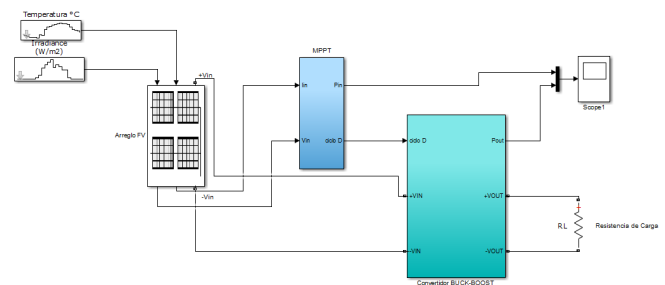 Temperatura °C
Irradiance
(W/m2)
+Vin
Arreglo FV
-Vin
MPPT
Iin
Pin
Vin
ciclo D
ciclo D
Pout
+VIN
+VOUT
-VIN
-VOUT
Convertidor BUCK-BOOST
Scope1
+
RL
Resistencia de Carga